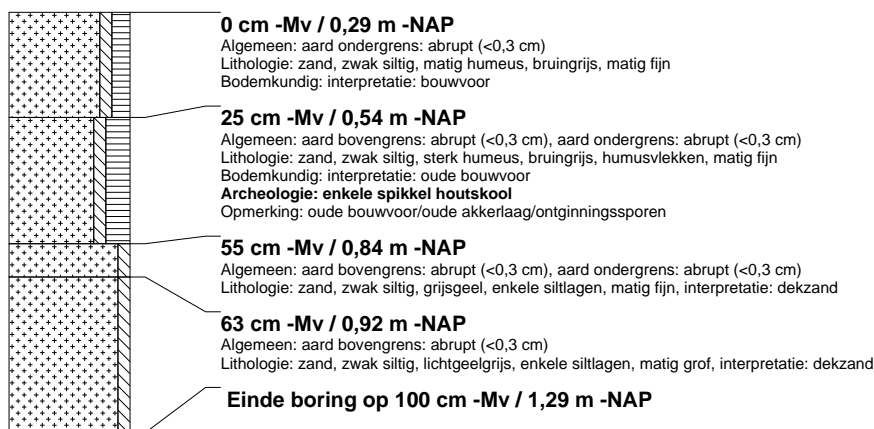 0 cm -Mv / 0,29 m -NAP
Algemeen: aard ondergrens: abrupt (<0,3 cm)
Lithologie: zand, zwak siltig, matig humeus, bruingrijs, matig fijn
Bodemkundig: interpretatie: bouwvoor
25 cm -Mv / 0,54 m -NAP
Algemeen: aard bovengrens: abrupt (<0,3 cm), aard ondergrens: abrupt (<0,3 cm)
Lithologie: zand, zwak siltig, sterk humeus, bruingrijs, humusvlekken, matig fijn
Bodemkundig: interpretatie: oude bouwvoor
Archeologie: enkele spikkel houtskool
Opmerking: oude bouwvoor/oude akkerlaag/ontginningssporen
55 cm -Mv / 0,84 m -NAP
Algemeen: aard bovengrens: abrupt (<0,3 cm), aard ondergrens: abrupt (<0,3 cm)
Lithologie: zand, zwak siltig, grijsgeel, enkele siltlagen, matig fijn, interpretatie: dekzand
63 cm -Mv / 0,92 m -NAP
Algemeen: aard bovengrens: abrupt (<0,3 cm)
Lithologie: zand, zwak siltig, lichtgeelgrijs, enkele siltlagen, matig grof, interpretatie: dekzand
Einde boring op 100 cm -Mv / 1,29 m -NAP